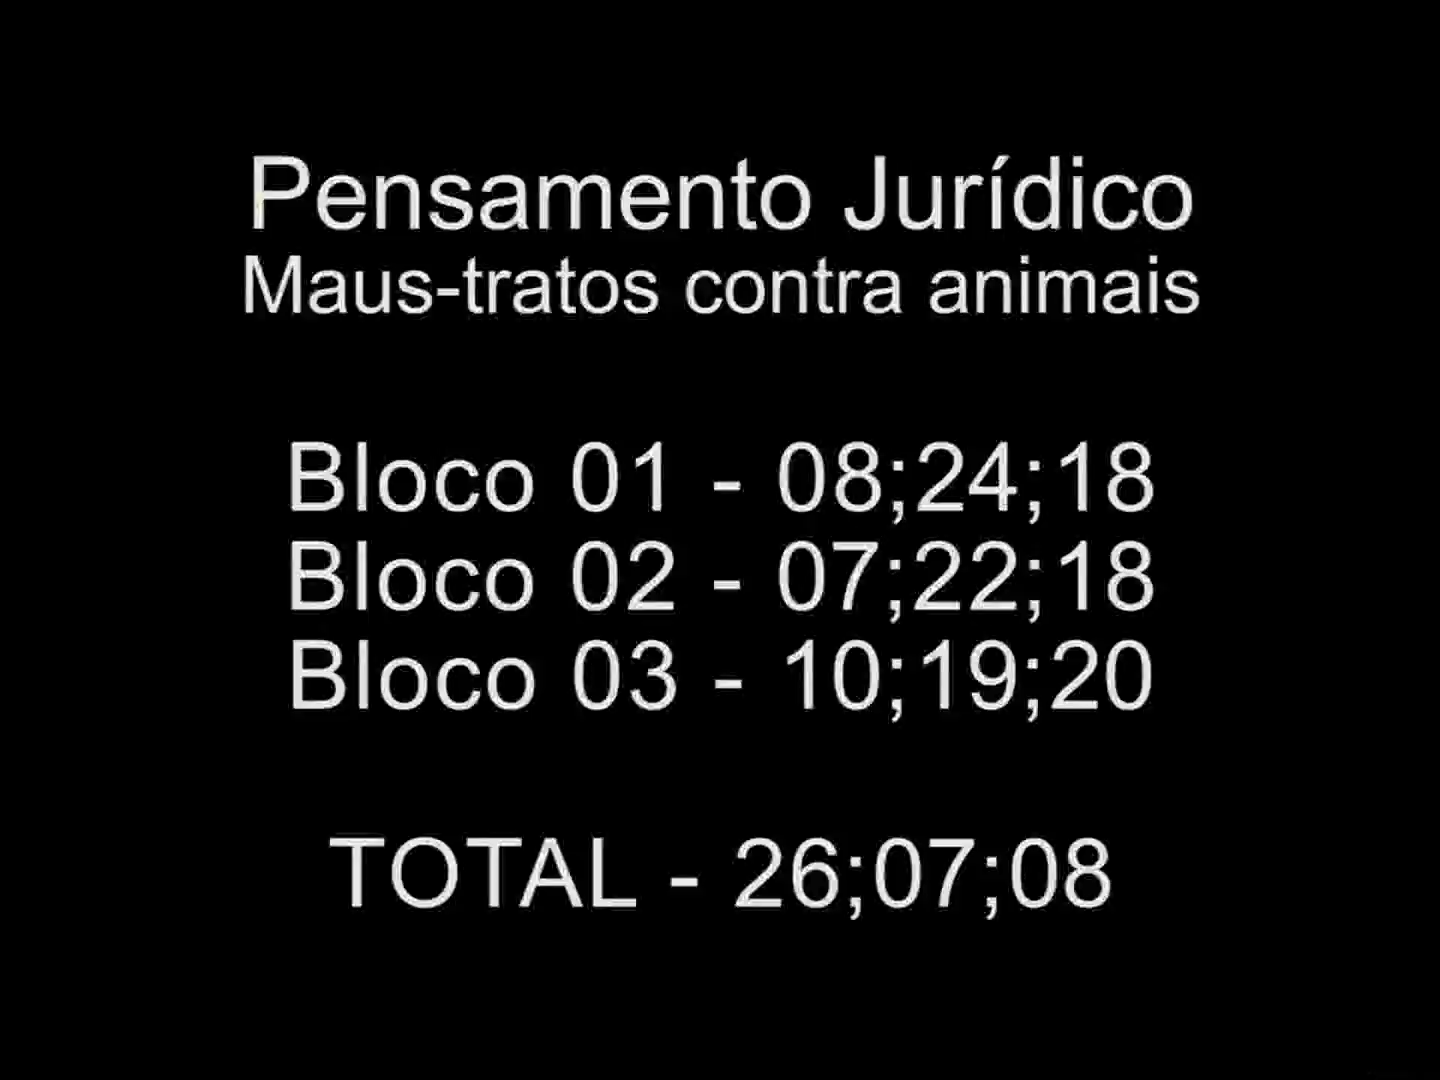 Pensamento Jurídico
Maus-tratos contra animais
Bloco 01 - 08;24;18
Bloco 02 - 07;22;18
Bloco 03 - 10;19;20
TOTAL - 26;07;08